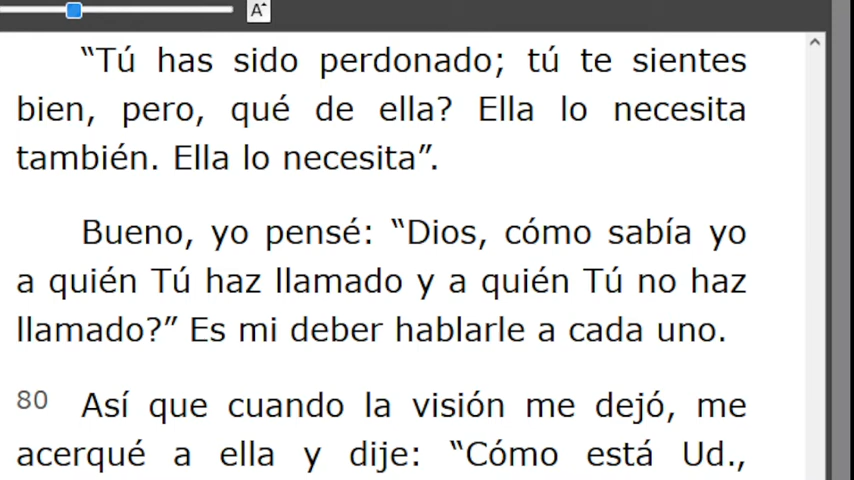 A
“Tú has sido perdonado; tú te sientes
bien, pero, qué de ella? Ella lo necesita
también. Ella lo necesita”.
Bueno, yo pensé: “Dios, cómo sabía yo
a quién Tú haz llamado y a quién Tú no haz
llamado?” Es mi deber hablarle a cada uno.
80 Así que cuando la visión me dejó, me
acerqué a ella y dije: “Cómo está Ud.,